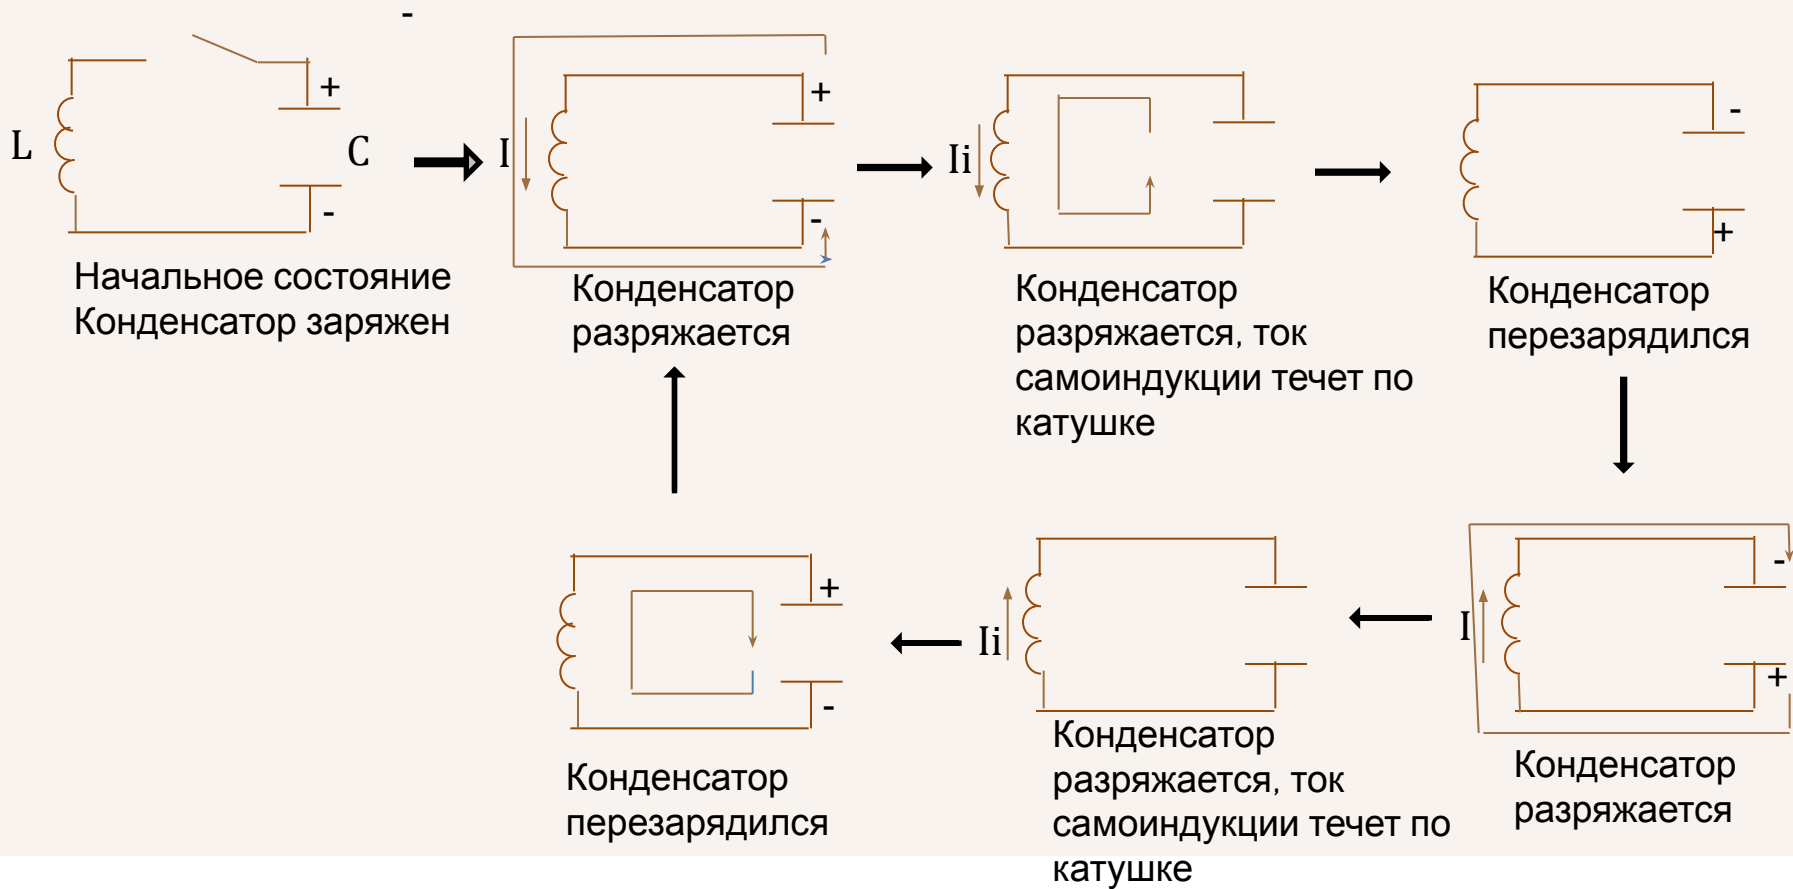 -
L
+
C
-
Начальное состояние
Конденсатор заряжен
I
+
-
Конденсатор
разряжается
Ii
Конденсатор
разряжается, ток
самоиндукции течет по
катушке
-
+
Конденсатор
перезарядился
I
-
+
Конденсатор
разряжается
Ii
Конденсатор
разряжается, ток
самоиндукции течет по
катушке
+
-
Конденсатор
перезарядился